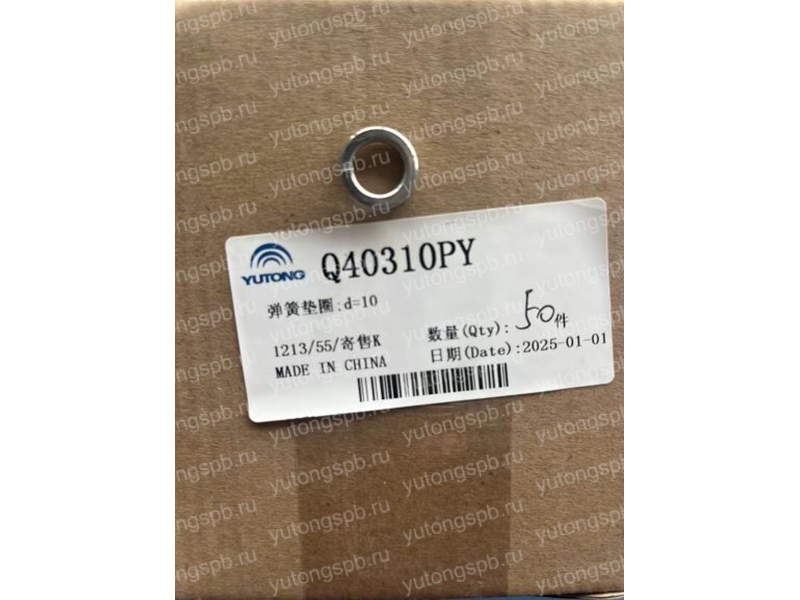 YUTONG
Q40310PY
弹簧垫圈:d=10
1213/55/寄售K
MADE IN CHINA
数量(Qty): 50件
日期(Date):2025-01-01
yutongspb.ru